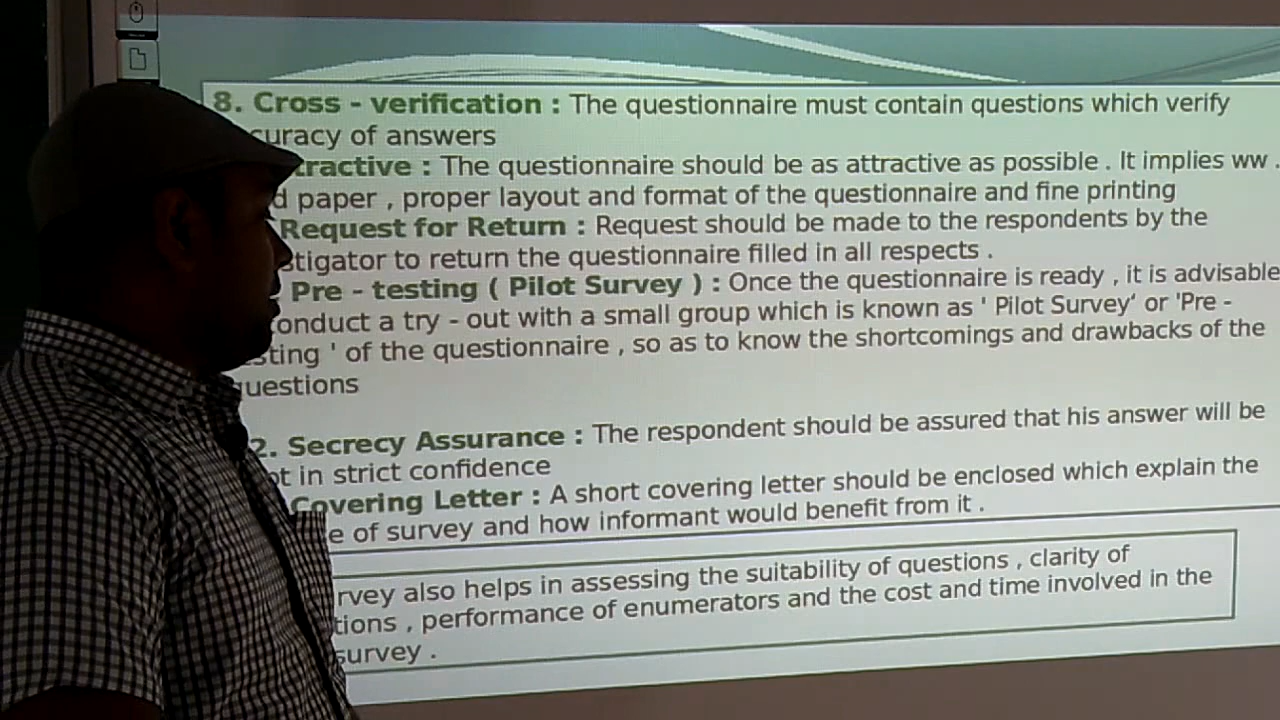 8. Cross - verification : The questionnaire must contain questions which verify
curacy of answers
tractive : The questionnaire should be as attractive as possible . It implies ww .
d paper , proper layout and format of the questionnaire and fine printing
Request for Return : Request should be made to the respondents by the
stigator to return the questionnaire filled in all respects .
Pre - testing ( Pilot Survey ) : Once the questionnaire is ready , it is advisable
onduct a try - out with a small group which is known as ' Pilot Survey' or 'Pre -
sting ' of the questionnaire , so as to know the shortcomings and drawbacks of the
uestions
2. Secrecy Assurance : The respondent should be assured that his answer will be
pt in strict confidence
Covering Letter : A short covering letter should be enclosed which explain the
e of survey and how informant would benefit from it .
rvey also helps in assessing the suitability of questions , clarity of
tions , performance of enumerators and the cost and time involved in the
survey .